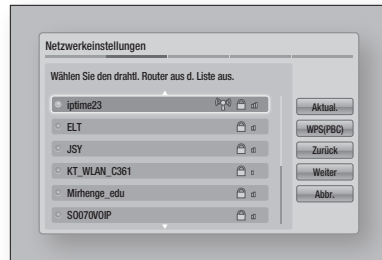 Netzwerkeinstellungen
Wählen Sie den drahtl. Router aus d. Liste aus.
iptime23
ELT
JSY
KT_WLAN_C361
Mirhenge_edu
SO070VOIP
Aktual.
WPS(PBC)
Zurück
Weiter
Abbr.